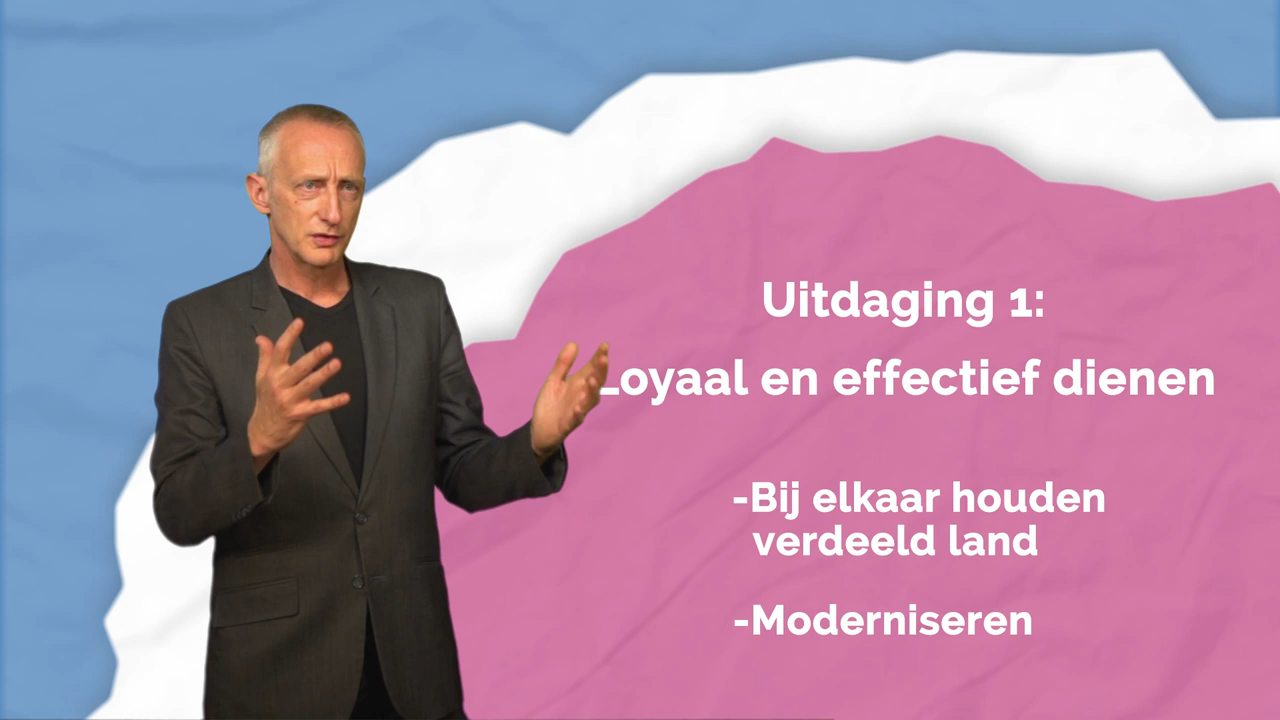 Uitdaging 1:
Loyaal en effectief dienen
-Bij elkaar houden
verdeeld land
-Moderniseren